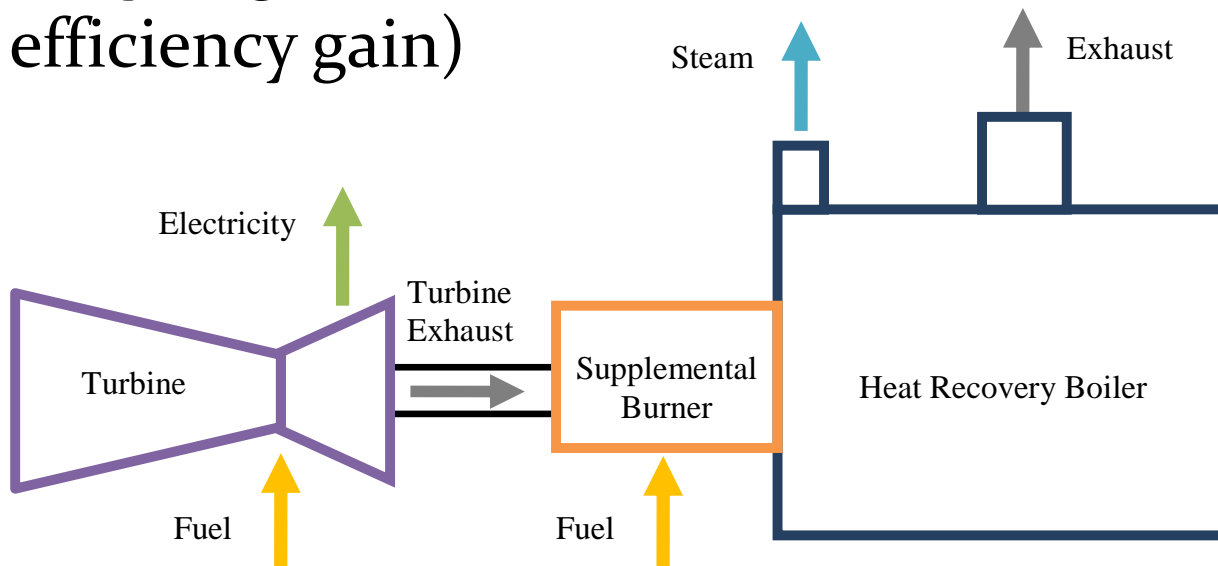 efficiency gain)
Steam
Exhaust
Electricity
Turbine
Exhaust
Turbine
Supplemental
Burner
Heat Recovery Boiler
Fuel
Fuel